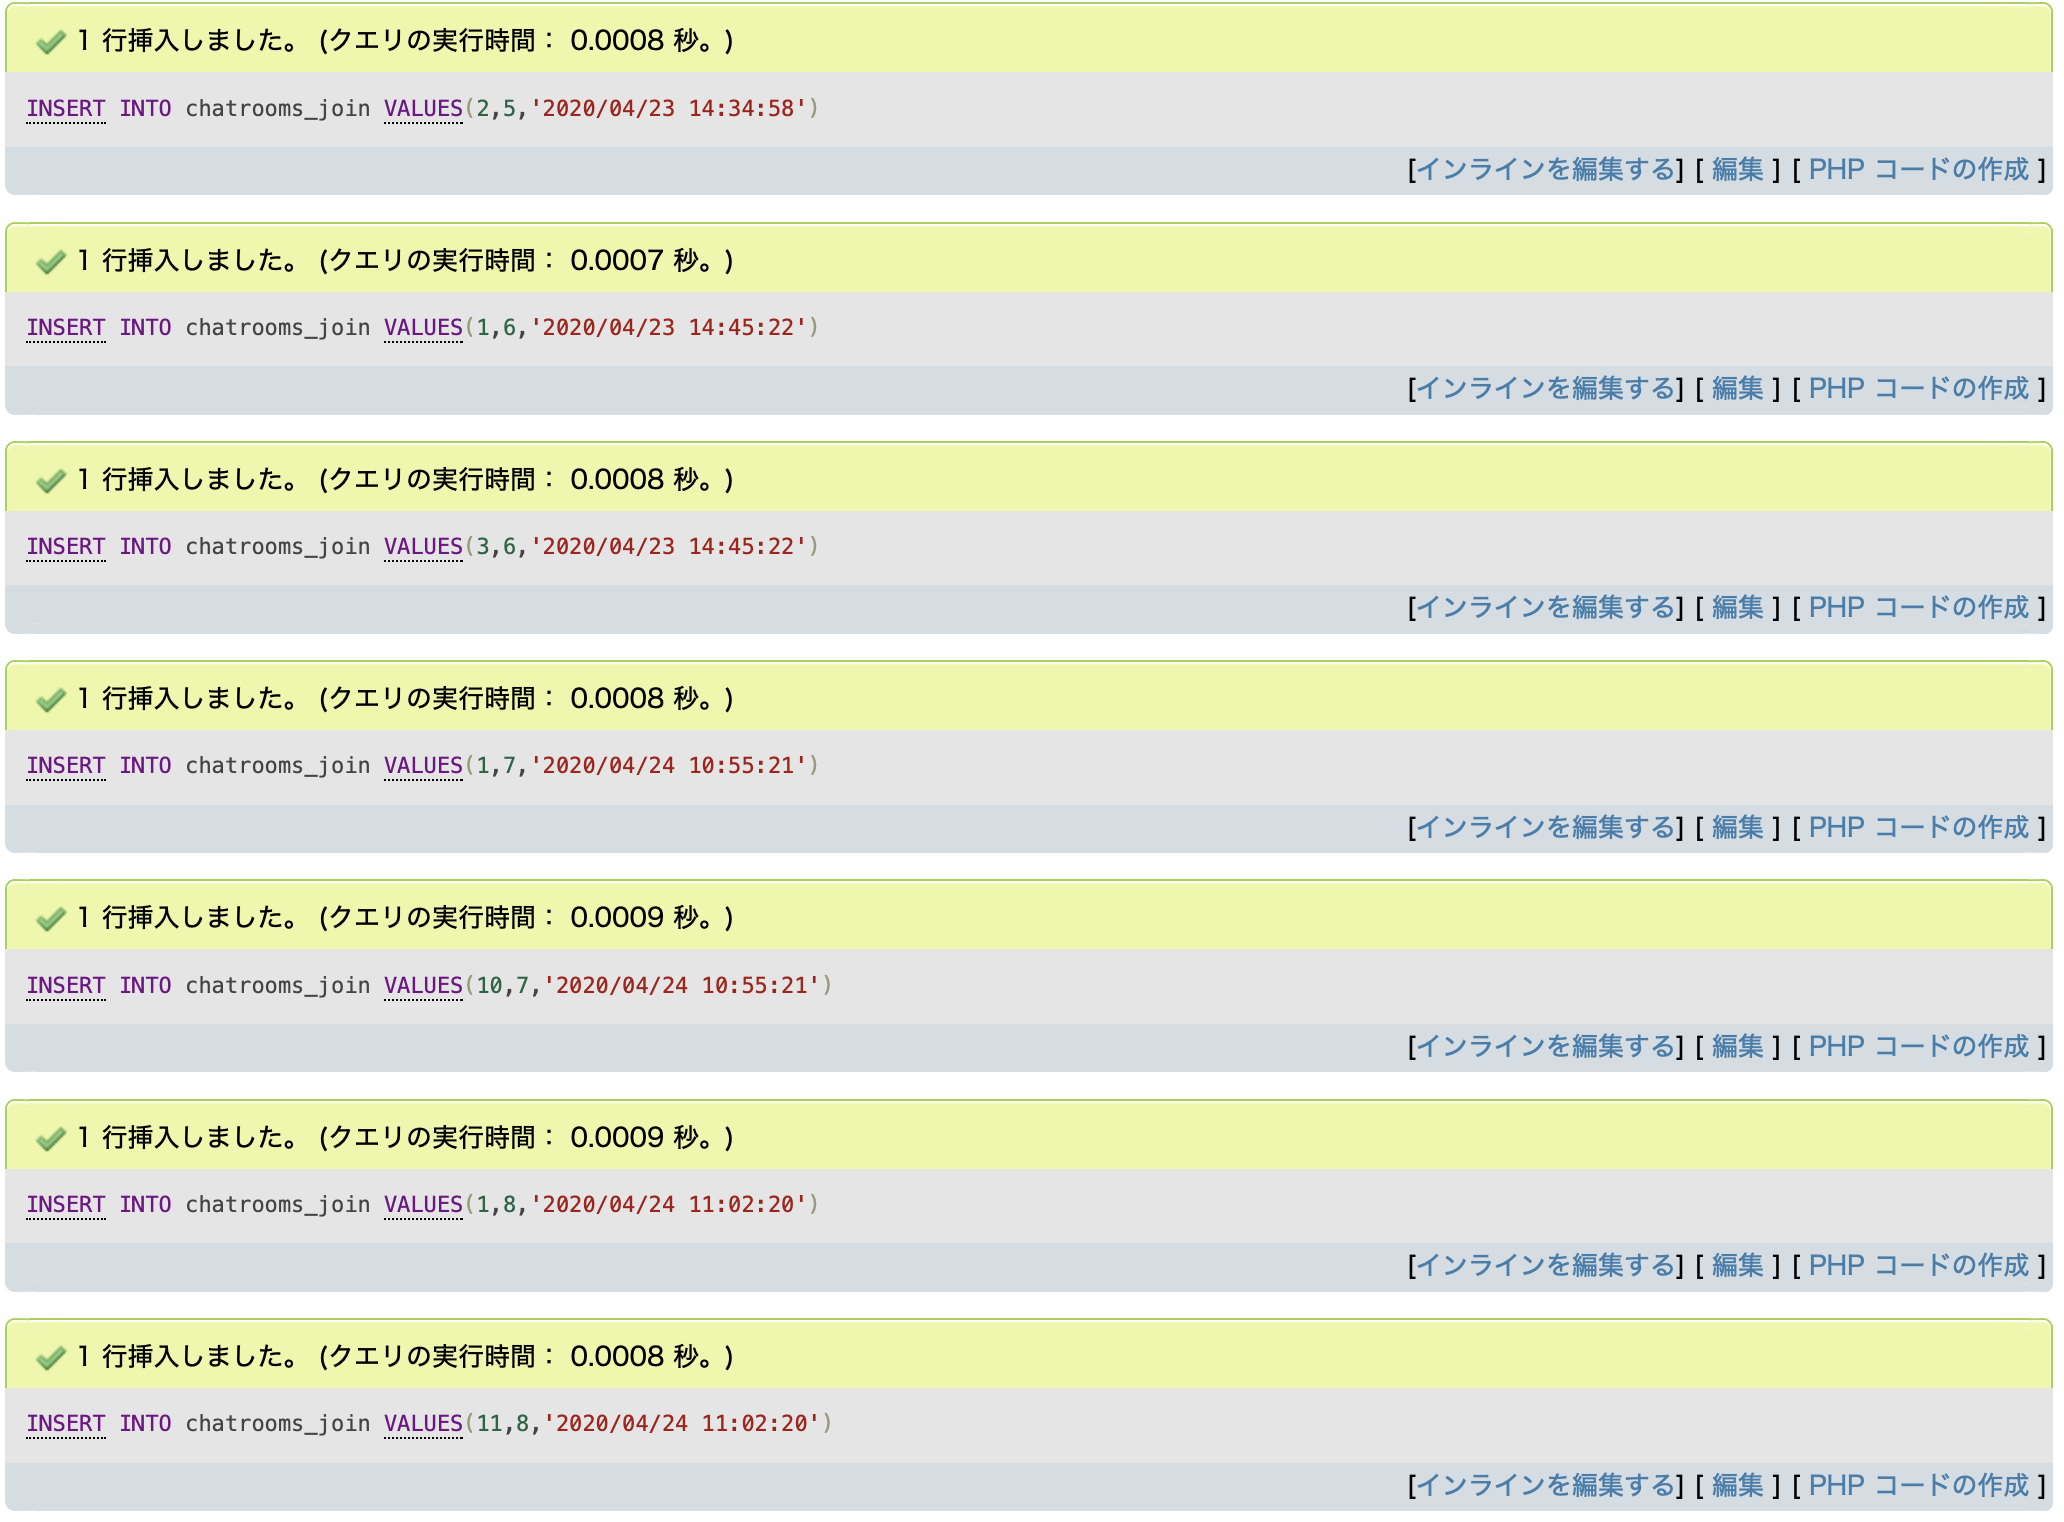 1 行挿入しました。 (クエリの実行時間： 0.0008 秒。)
INSERT INTO chatrooms_join VALUES(2,5,'2020/04/23 14:34:58')
[インラインを編集する] [ 編集 ] [ PHP コードの作成 ]
1 行挿入しました。 (クエリの実行時間： 0.0007 秒。)
INSERT INTO chatrooms_join VALUES(1,6,'2020/04/23 14:45:22')
[インラインを編集する] [ 編集 ] [ PHP コードの作成 ]
1 行挿入しました。 (クエリの実行時間： 0.0008 秒。)
INSERT INTO chatrooms_join VALUES(3,6,'2020/04/23 14:45:22')
[インラインを編集する] [ 編集 ] [ PHP コードの作成 ]
1 行挿入しました。 (クエリの実行時間： 0.0008 秒。)
INSERT INTO chatrooms_join VALUES(1,7,'2020/04/24 10:55:21')
[インラインを編集する] [ 編集 ] [ PHP コードの作成 ]
1 行挿入しました。 (クエリの実行時間： 0.0009 秒。)
INSERT INTO chatrooms_join VALUES(10,7,'2020/04/24 10:55:21')
[インラインを編集する] [ 編集 ] [ PHP コードの作成 ]
1 行挿入しました。 (クエリの実行時間： 0.0009 秒。)
INSERT INTO chatrooms_join VALUES(1,8,'2020/04/24 11:02:20')
[インラインを編集する] [ 編集 ] [ PHP コードの作成 ]
1 行挿入しました。 (クエリの実行時間： 0.0008 秒。)
INSERT INTO chatrooms_join VALUES(11,8,'2020/04/24 11:02:20')
[インラインを編集する] [ 編集 ] [ PHP コードの作成 ]